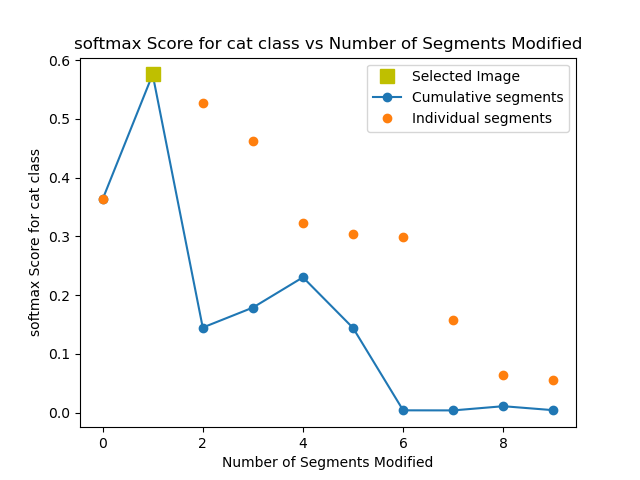 softmax Score for cat class vs Number of Segments Modified
Selected Image
Cumulative segments
Individual segments
softmax Score for cat class
0.6
0.5
0.4
0.3
0.2
0.1
0.0
0 2 4 6 8
Number of Segments Modified